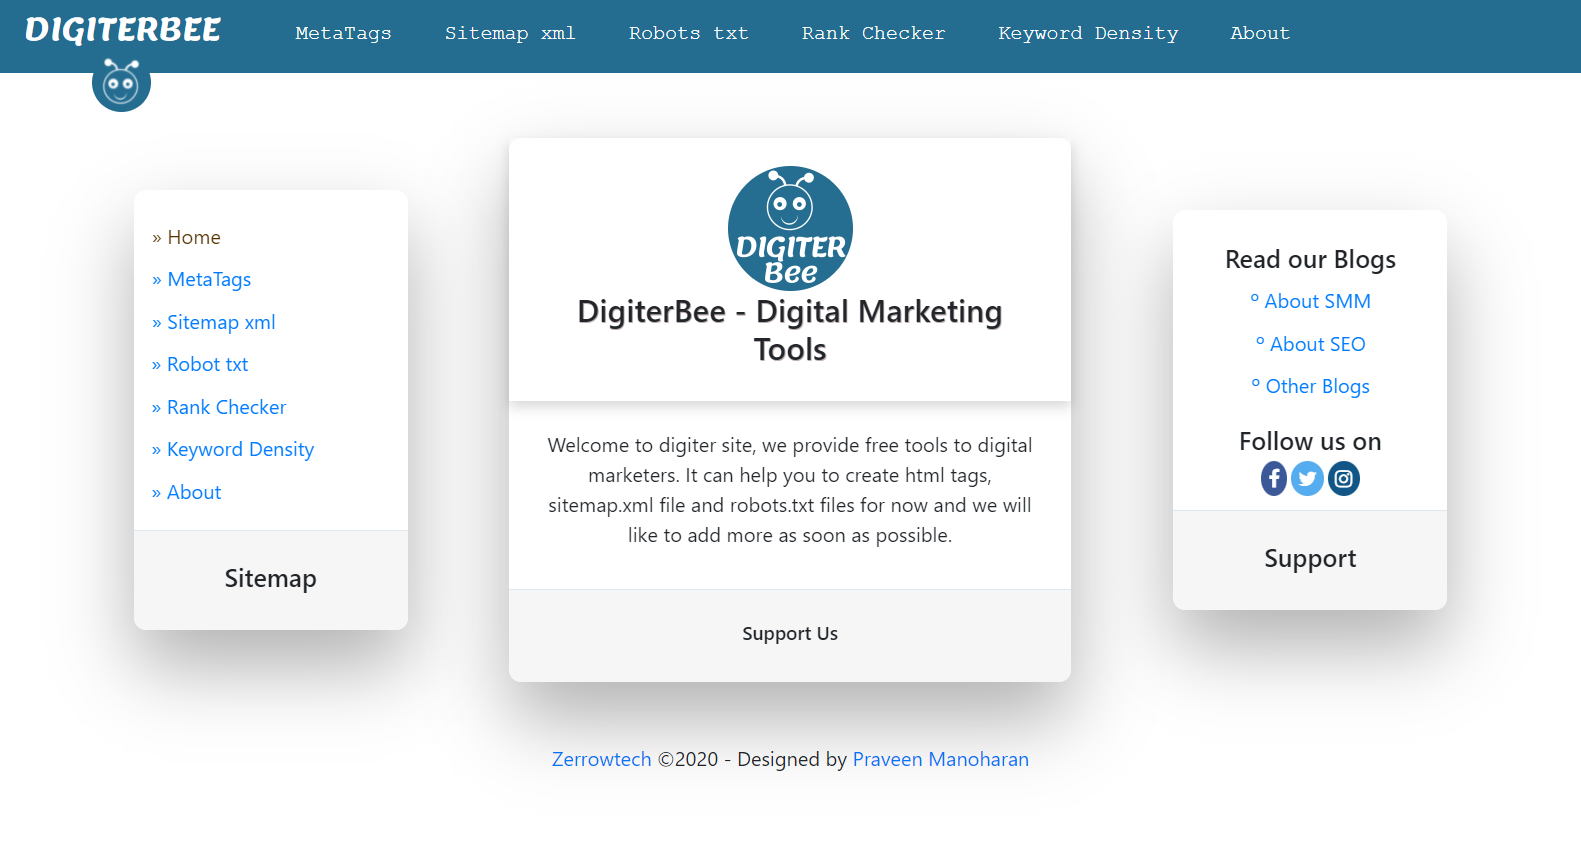 DIGITERBEE
MetaTags Sitemap xml Robots txt Rank Checker Keyword Density About
» Home
» MetaTags
» Sitemap xml
» Robot txt
» Rank Checker
» Keyword Density
» About
Sitemap
DIGITER
Bee
DigiterBee - Digital Marketing
Tools
Welcome to digiter site, we provide free tools to digital
marketers. It can help you to create html tags,
sitemap.xml file and robots.txt files for now and we will
like to add more as soon as possible.
Support Us
Read our Blogs
º About SMM
º About SEO
º Other Blogs
Follow us on
Support
Zerrowtech ©2020 - Designed by Praveen Manoharan